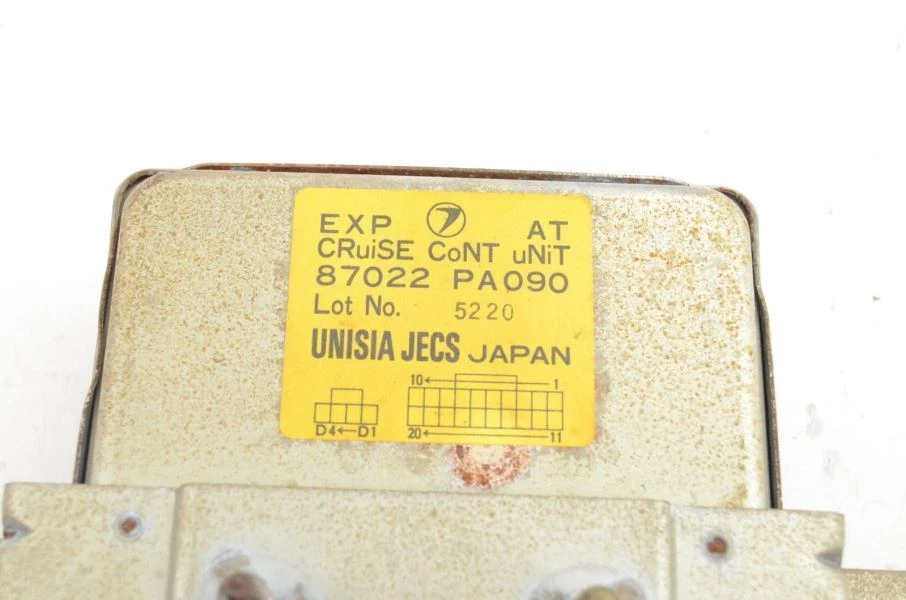 EXP AT
CRuiSE CoNT uNiT
87022 PA090
Lot No. 5220
UNISIA JECS JAPAN
10 1
D4 D1 20 11